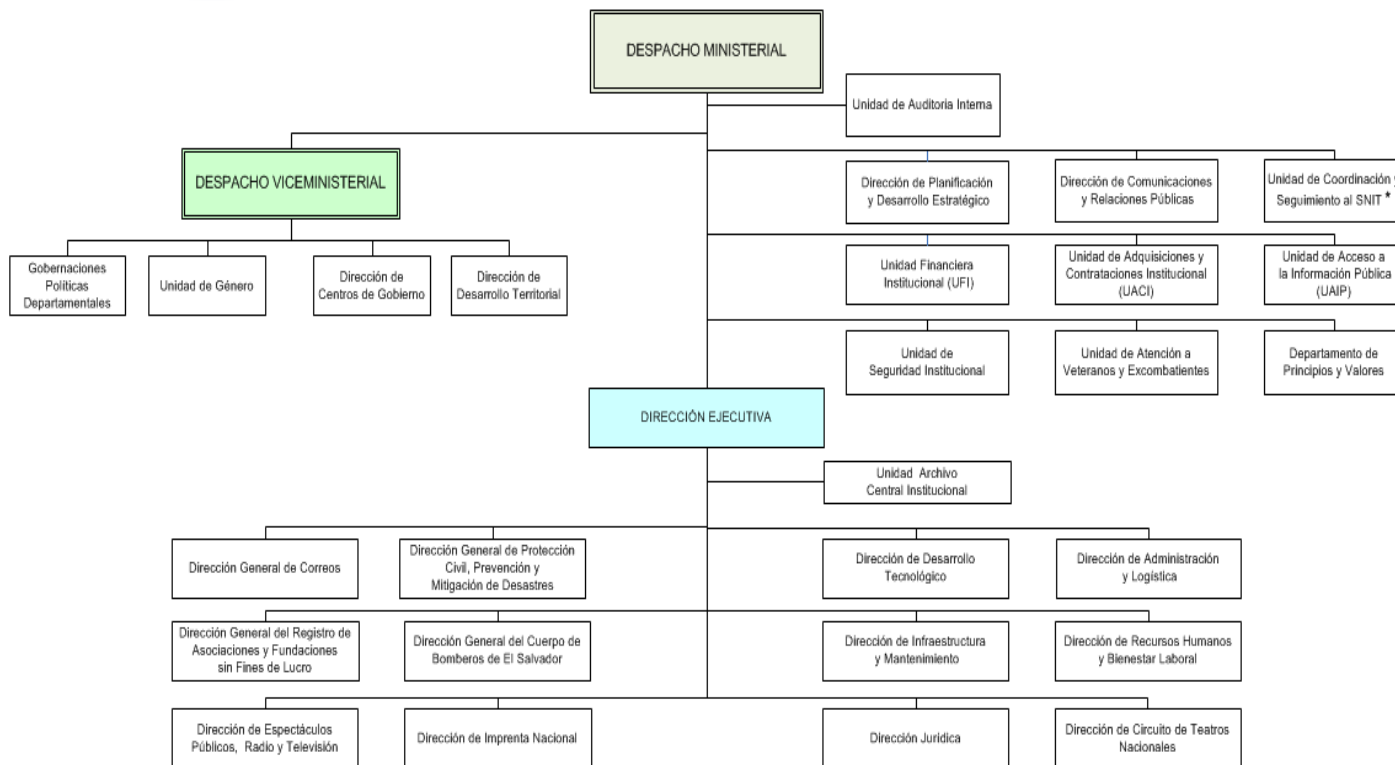 DESPACHO MINISTERIAL
Unidad de Auditoria Interna
DESPACHO VICEMINISTERIAL
Dirección de Planificación
y Desarrollo Estratégico
Dirección de Comunicaciones
y Relaciones Públicas
Unidad de Coordinación y
Seguimiento al SNIT *
Gobernaciones
Políticas
Departamentales
Unidad de Género
Dirección de
Centros de Gobierno
Dirección de
Desarrollo Territorial
Unidad Financiera
Institucional (UFI)
Unidad de Adquisiciones y
Contrataciones Institucional
(UACI)
Unidad de Acceso a
la Información Pública
(UAIP)
Unidad de
Seguridad Institucional
Unidad de Atención a
Veteranos y Excombatientes
Departamento de
Principios y Valores
DIRECCIÓN EJECUTIVA
Unidad Archivo
Central Institucional
Dirección General de Correos
Dirección General de Protección
Civil, Prevención y
Mitigación de Desastres
Dirección de Desarrollo
Tecnológico
Dirección de Administración
y Logística
Dirección General del Registro de
Asociaciones y Fundaciones
sin Fines de Lucro
Dirección General del Cuerpo de
Bomberos de El Salvador
Dirección de Infraestructura
y Mantenimiento
Dirección de Recursos Humanos
y Bienestar Laboral
Dirección de Espectáculos
Públicos, Radio y Televisión
Dirección de Imprenta Nacional
Dirección Jurídica
Dirección de Circuito de Teatros
Nacionales